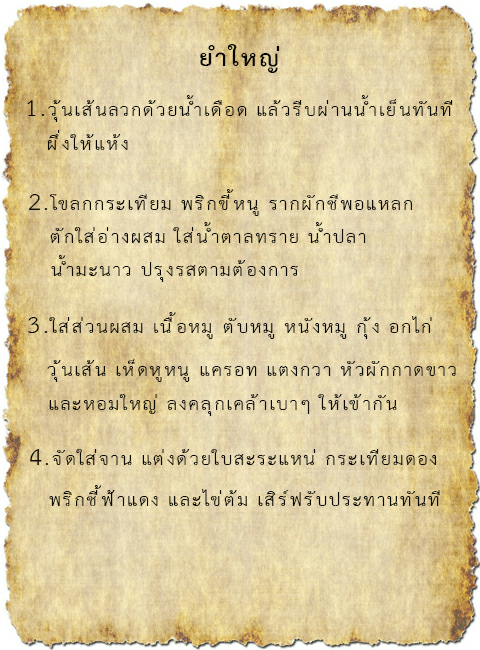 ยำใหญ่
1.วุ้นเส้นลวกด้วยน้ำเดือด แล้วรีบผ่านน้ำเย็นทันที
ผึ่งให้แห้ง
2.โขลกกระเทียม พริกขี้หนู รากผักชีพอแหลก
ตักใส่อ่างผสม ใส่น้ำตาลทราย น้ำปลา
น้ำมะนาว ปรุงรสตามต้องการ
3.ใส่ส่วนผสม เนื้อหมู ตับหมู หนังหมู กุ้ง อกไก่
วุ้นเส้น เห็ดหูหนู แครอท แตงกวา หัวผักกาดขาว
และหอมใหญ่ ลงคลุกเคล้าเบาๆ ให้เข้ากัน
4.จัดใส่จาน แต่งด้วยใบสะระแหน่ กระเทียมดอง
พริกชี้ฟ้าแดง และไข่ต้ม เสิร์ฟรับประทานทันที